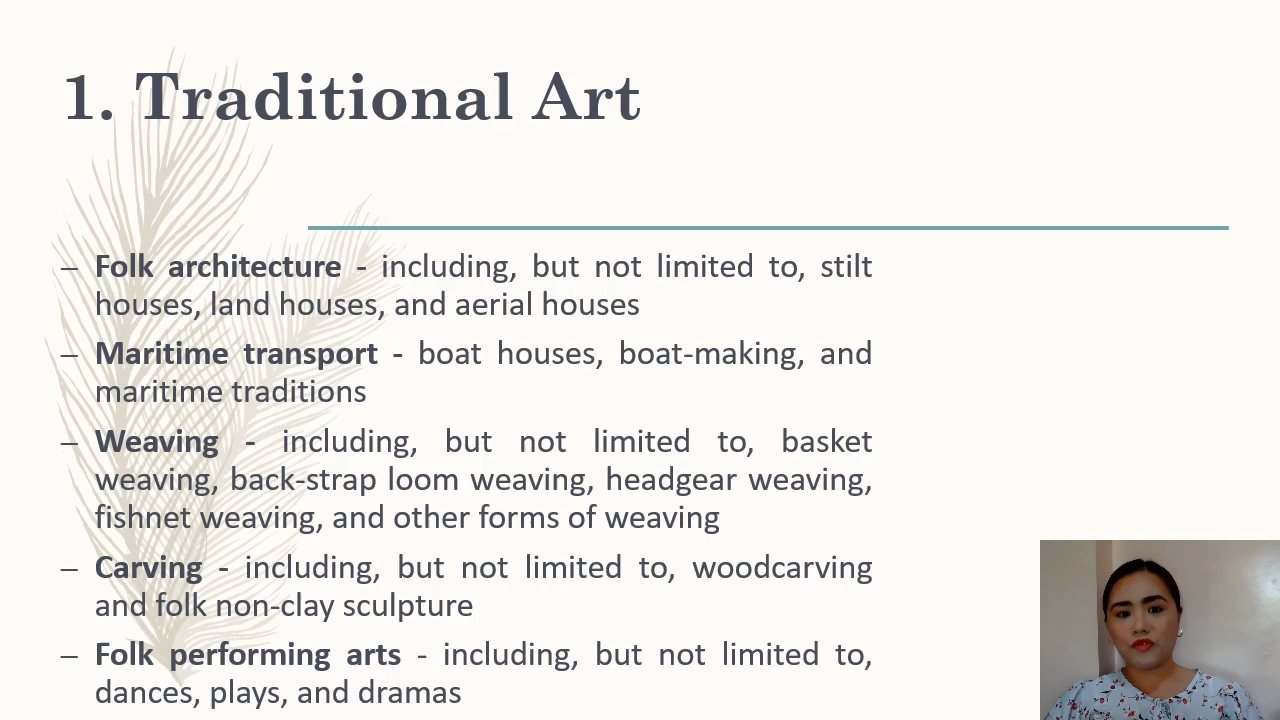 1. Traditional Art
– Folk architecture - including, but not limited to, stilt
houses, land houses, and aerial houses
– Maritime transport - boat houses, boat-making, and
maritime traditions
– Weaving - including, but not limited to, basket
weaving, back-strap loom weaving, headgear weaving,
fishnet weaving, and other forms of weaving
– Carving - including, but not limited to, woodcarving
and folk non-clay sculpture
– Folk performing arts - including, but not limited to,
dances, plays, and dramas